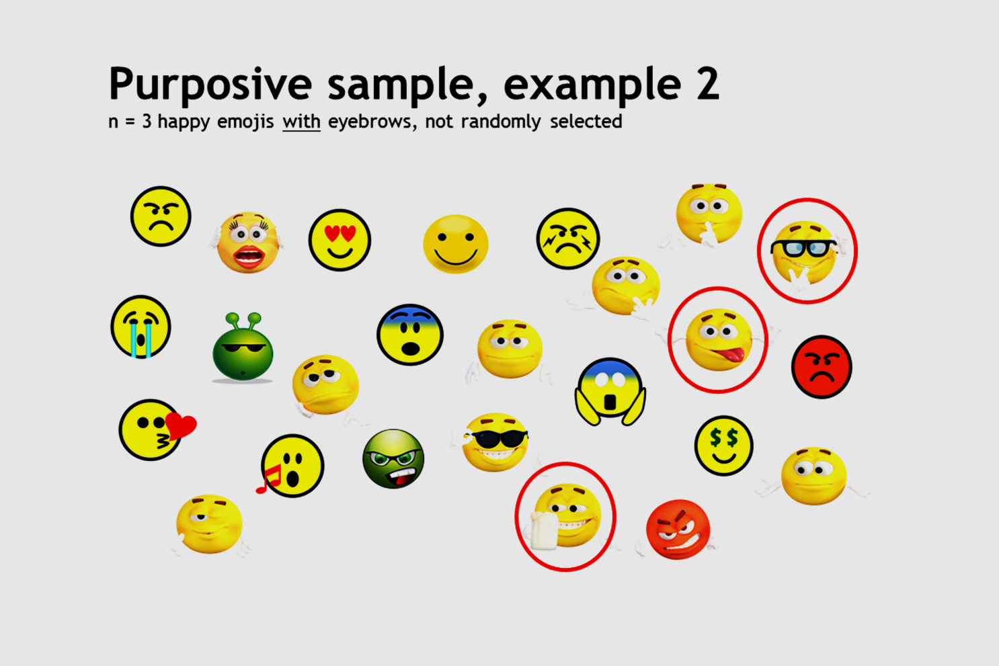 Purposive sample, example 2
n = 3 happy emojis with eyebrows, not randomly selected
$ $